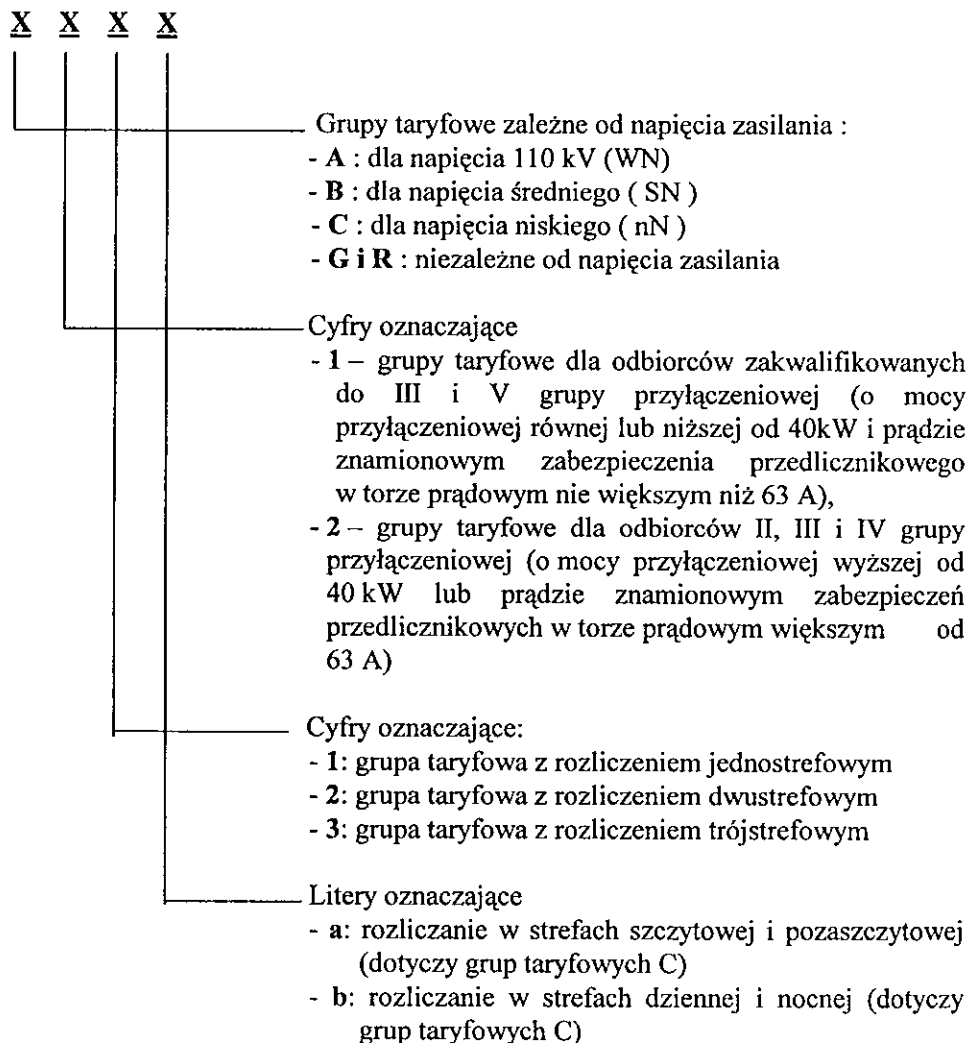 X X X X
Grupy taryfowe zależne od napięcia zasilania :
- A : dla napięcia 110 kV (WN)
- B : dla napięcia średniego ( SN )
- C : dla napięcia niskiego ( nN )
- G i R : niezależne od napięcia zasilania
Cyfry oznaczające
- 1 – grupy taryfowe dla odbiorców zakwalifikowanych
do III i V grupy przyłączeniowej (o mocy
przyłączeniowej równej lub niższej od 40kW i prądzie
znamionowym zabezpieczenia przedlicznikowego
w torze prądowym nie większym niż 63 A),
- 2 – grupy taryfowe dla odbiorców II, III i IV grupy
przyłączeniowej (o mocy przyłączeniowej wyższej od
40 kW lub prądzie znamionowym zabezpieczeń
przedlicznikowych w torze prądowym większym od
63 A)
Cyfry oznaczające:
- 1: grupa taryfowa z rozliczeniem jednostrefowym
- 2: grupa taryfowa z rozliczeniem dwustrefowym
- 3: grupa taryfowa z rozliczeniem trójstrefowym
Litery oznaczające
- a: rozliczanie w strefach szczytowej i pozaszczytowej
(dotyczy grup taryfowych C)
- b: rozliczanie w strefach dziennej i nocnej (dotyczy
grup taryfowych C)